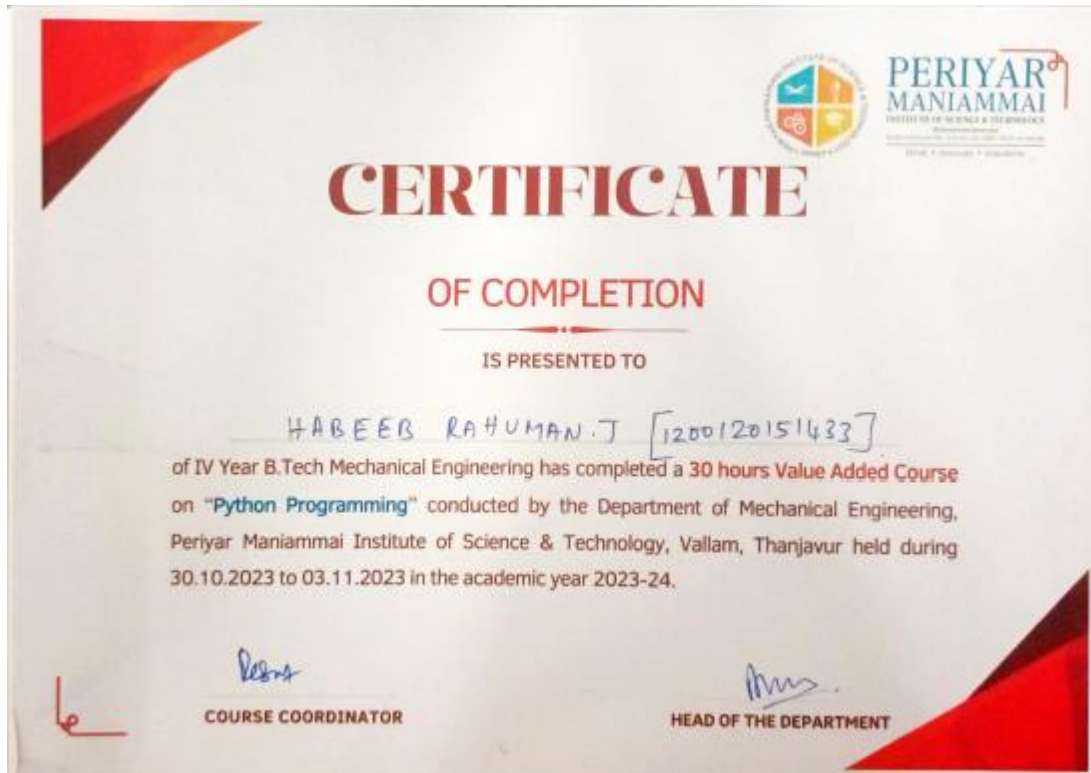 PERIYAR
MANIAMMAI
INSTITUTE OF SCIENCE & TECHNOLOGY
CERTIFICATE
OF COMPLETION
IS PRESENTED TO
HABEEB RAHUMAN.J [1200120151433]
of IV Year B.Tech Mechanical Engineering has completed a 30 hours Value Added Course
on "Python Programming" conducted by the Department of Mechanical Engineering,
Periyar Maniammai Institute of Science & Technology, Vallam, Thanjavur held during
30.10.2023 to 03.11.2023 in the academic year 2023-24.
COURSE COORDINATOR
HEAD OF THE DEPARTMENT